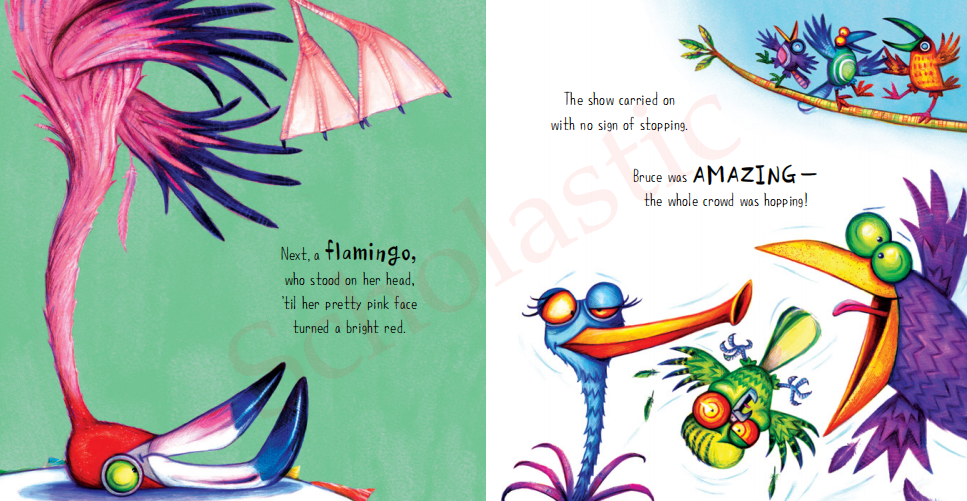 Next, a flamingo,
who stood on her head,
'til her pretty pink face
turned a bright red.
The show carried on
with no sign of stopping.
Bruce was AMAZING—
the whole crowd was hopping!
Scholastic